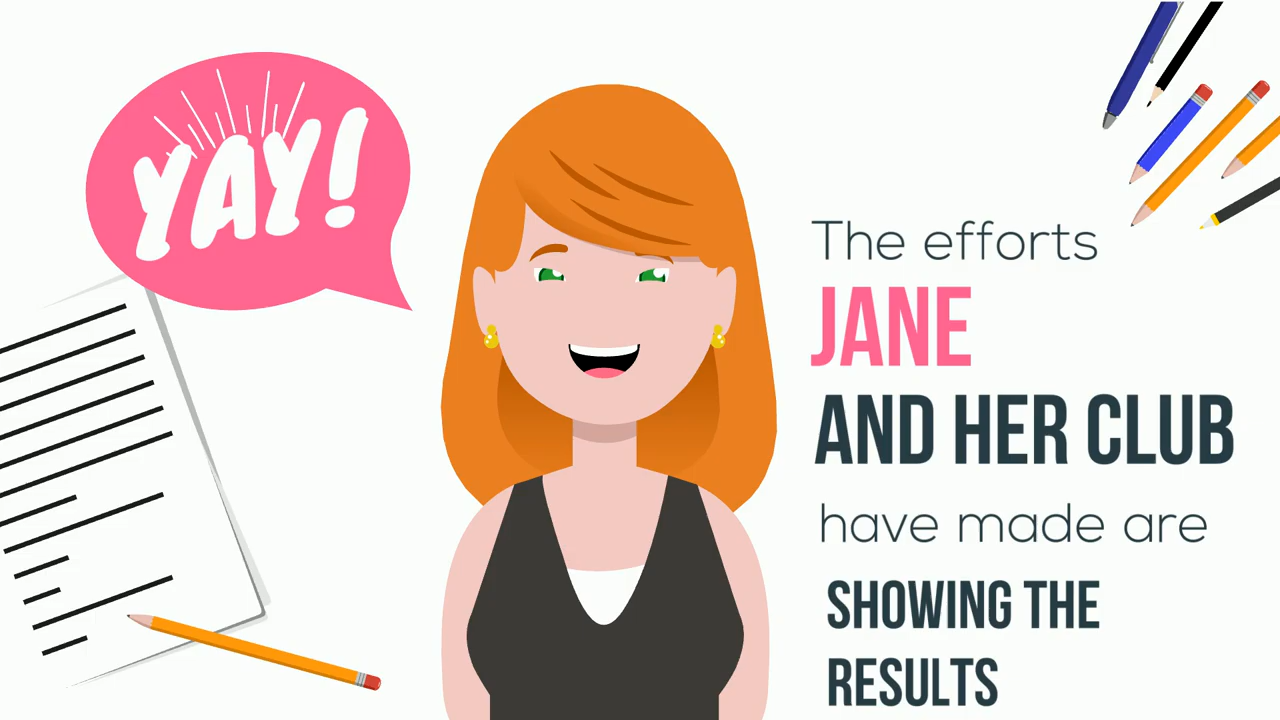 YAY!
The efforts
JANE
AND HER CLUB
have made are
SHOWING THE
RESULTS